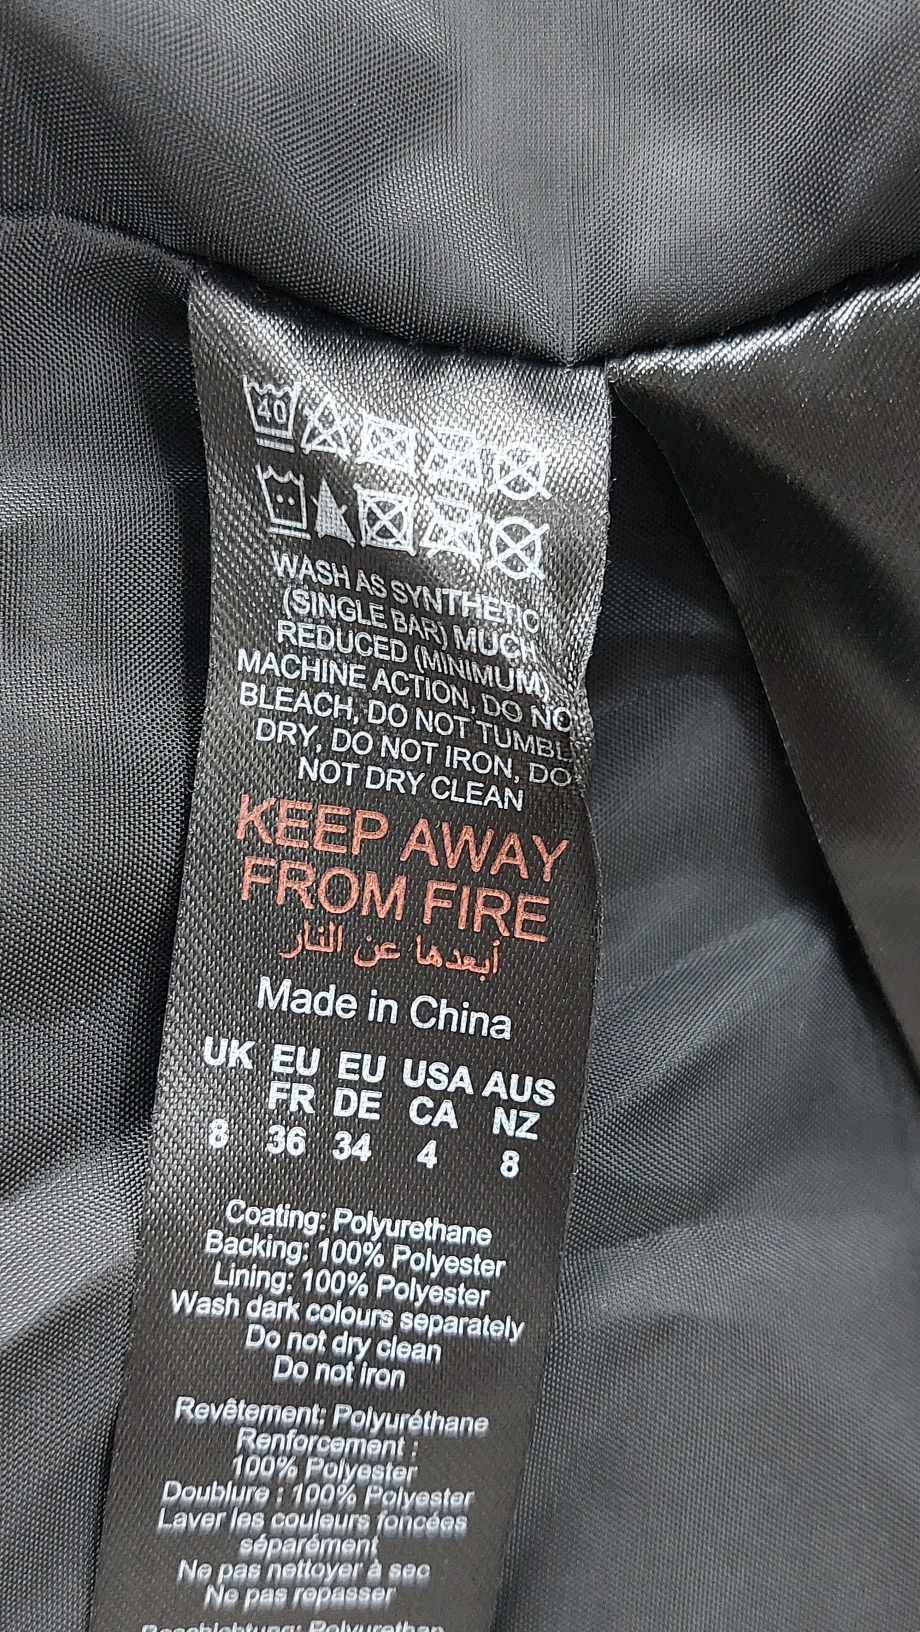 40
WASH AS SYNTHETIC
(SINGLE BAR) MUCH
REDUCED (MINIMUM)
MACHINE ACTION, DO NO
BLEACH, DO NOT TUMBL
DRY, DO NOT IRON, DO
NOT DRY CLEAN
KEEP AWAY
FROM FIRE
أبعدها عن النار
Made in China
UK EU EU USA AUS
FR DE CA NZ
8 36 34 4 8
Coating: Polyurethane
Backing: 100% Polyester
Lining: 100% Polyester
Wash dark colours separately
Do not dry clean
Do not iron
Revêtement: Polyuréthane
Renforcement :
100% Polyester
Doublure : 100% Polyester
Laver les couleurs foncées
séparément
Ne pas nettoyer à sec
Ne pas repasser